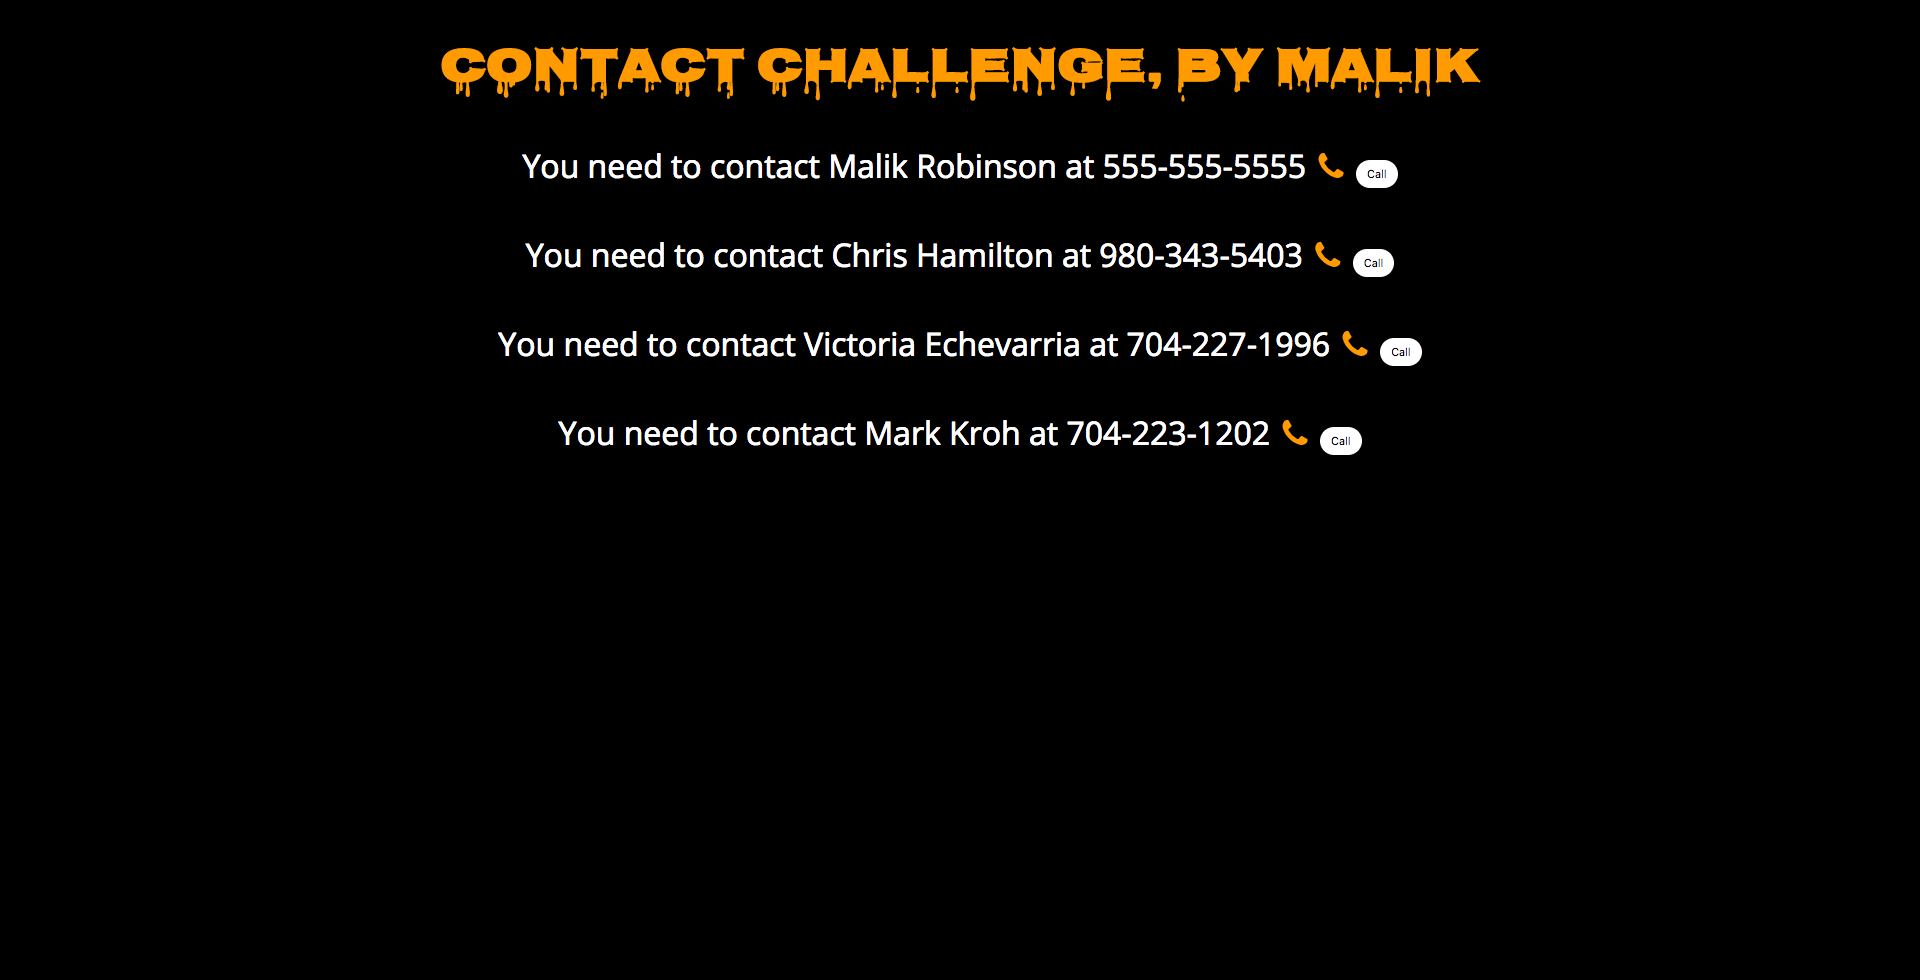 CONTACT CHALLENGE, BY MALIK
You need to contact Malik Robinson at 555-555-5555 Call
You need to contact Chris Hamilton at 980-343-5403 Call
You need to contact Victoria Echevarria at 704-227-1996 Call
You need to contact Mark Kroh at 704-223-1202 Call